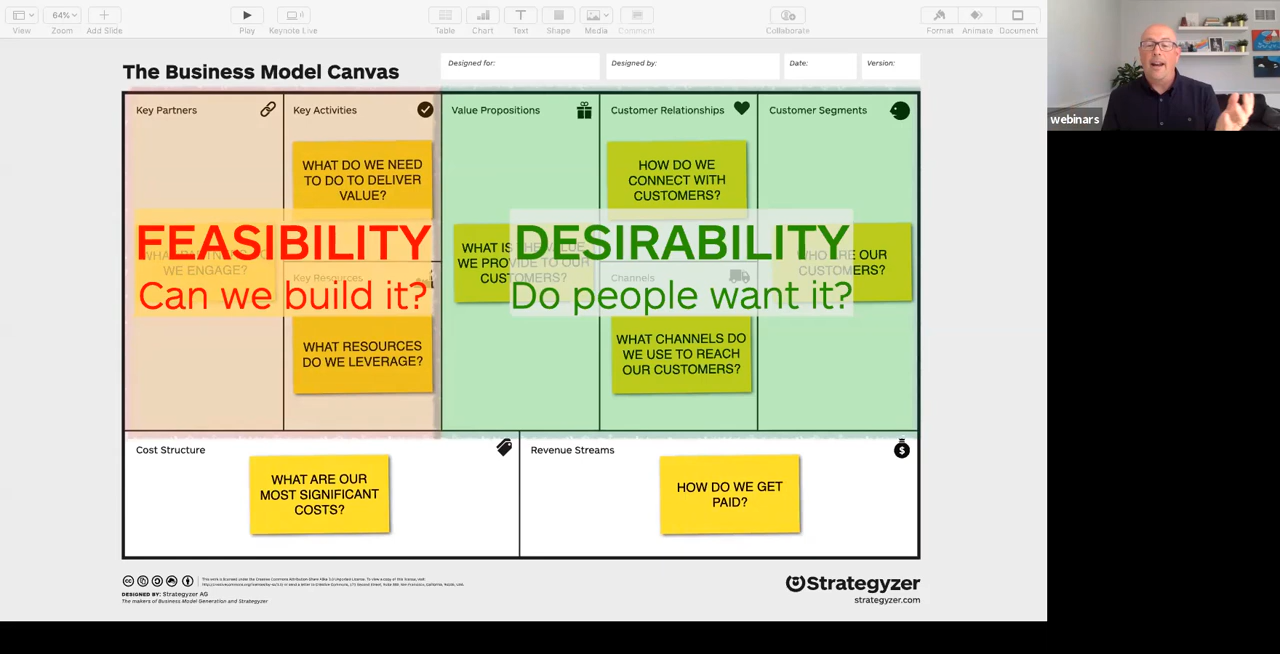 View
64%
Zoom
Add Slide
Play
Keynote Live
Table
Chart
Text
Shape
Media
Comment
Collaborate
Format
Animate
Document
webinars
The Business Model Canvas
Designed for:
Designed by:
Date:
Version:
Key Partners
Key Activities
Value Propositions
Customer Relationships
Customer Segments
WHAT DO WE NEED
TO DO TO DELIVER
VALUE?
HOW DO WE
CONNECT WITH
CUSTOMERS?
FEASIBILITY
Can we build it?
WE ENGAGE?
Key Resources
DESIRABILITY
Do people want it?
WHAT IS THE VALUE
WE PROVIDE TO OUR
CUSTOMERS?
Channels
WHO ARE OUR
CUSTOMERS?
WHAT RESOURCES
DO WE LEVERAGE?
WHAT CHANNELS DO
WE USE TO REACH
OUR CUSTOMERS?
Cost Structure
WHAT ARE OUR
MOST SIGNIFICANT
COSTS?
Revenue Streams
HOW DO WE GET
PAID?
DESIGNED BY: Strategyzer AG
The makers of Business Model Generation and Strategyzer
Strategyzer
strategyzer.com